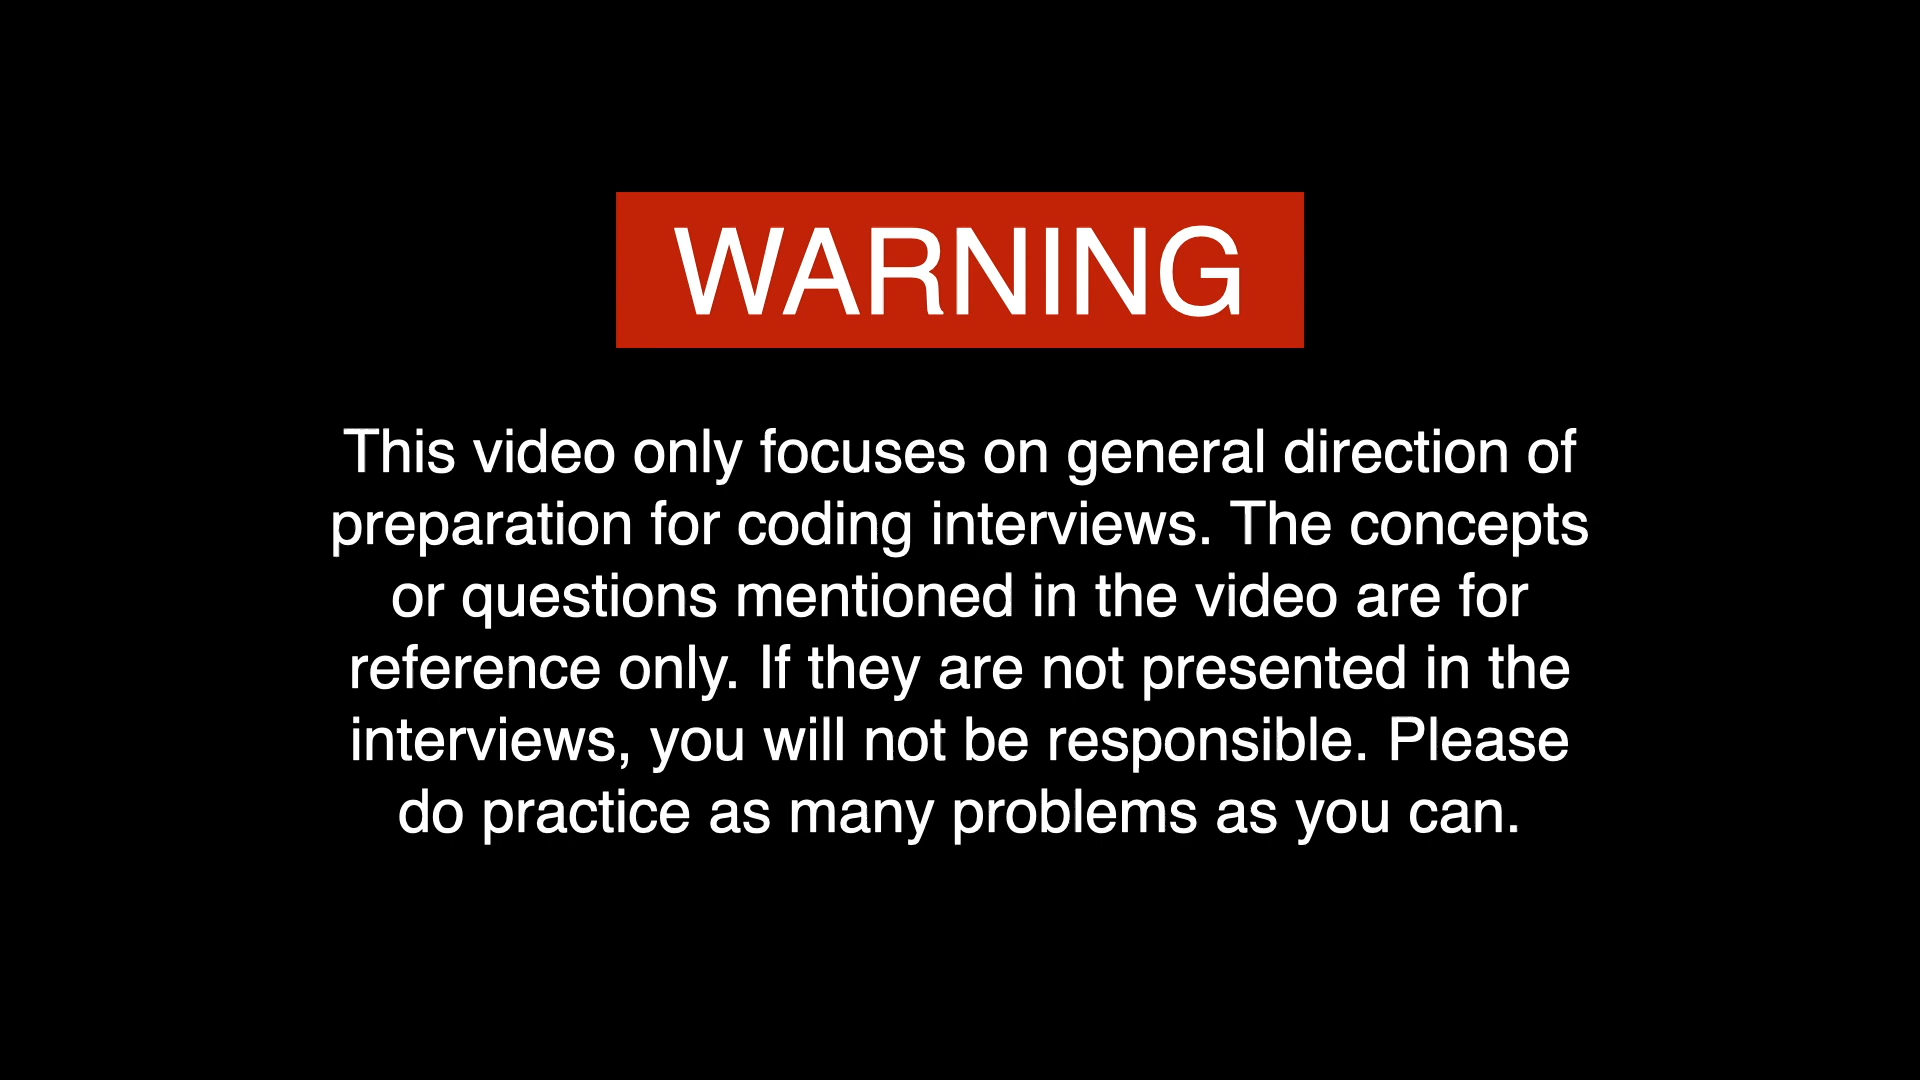 WARNING
This video only focuses on general direction of
preparation for coding interviews. The concepts
or questions mentioned in the video are for
reference only. If they are not presented in the
interviews, you will not be responsible. Please
do practice as many problems as you can.